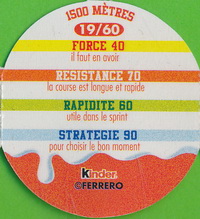 1500 MÈTRES
19/60
FORCE 40
il faut en avoir
RESISTANCE 70
la course est longue et rapide
RAPIDITE 60
utile dans le sprint
STRATEGIE 90
pour choisir le bon moment
kinder
©FERRERO